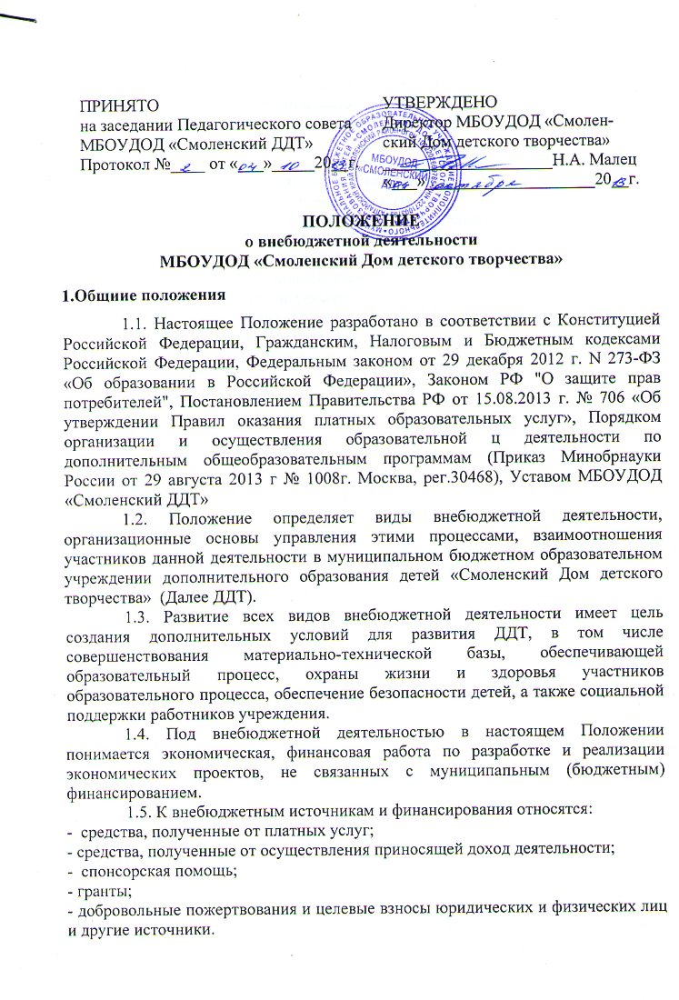 ПРИНЯТО
на заседании Педагогического совета
МБОУДОД «Смоленский ДДТ»
Протокол № 2 от «04» 10 2013 г.
УТВЕРЖДЕНО
Директор МБОУДОД «Смолен-
ский Дом детского творчества»
Н.А. Малец
«04» октября 2013 г.
МБОУДОД
«СМОЛЕНСКИЙ
ПОЛОЖЕНИЕ
о внебюджетной деятельности
МБОУДОД «Смоленский Дом детского творчества»
1.Общиие положения
1.1. Настоящее Положение разработано в соответствии с Конституцией
Российской Федерации, Гражданским, Налоговым и Бюджетным кодексами
Российской Федерации, Федеральным законом от 29 декабря 2012 г. N 273-ФЗ
«Об образовании в Российской Федерации», Законом РФ "О защите прав
потребителей", Постановлением Правительства РФ от 15.08.2013 г. № 706 «Об
утверждении Правил оказания платных образовательных услуг», Порядком
организации и осуществления образовательной ц деятельности по
дополнительным общеобразовательным программам (Приказ Минобрнауки
России от 29 августа 2013 г № 1008г. Москва, рег.30468), Уставом МБОУДОД
«Смоленский ДДТ»
1.2. Положение определяет виды внебюджетной деятельности,
организационные основы управления этими процессами, взаимоотношения
участников данной деятельности в муниципальном бюджетном образовательном
учреждении дополнительного образования детей «Смоленский Дом детского
творчества» (Далее ДДТ).
1.3. Развитие всех видов внебюджетной деятельности имеет цель
создания дополнительных условий для развития ДДТ, в том числе
совершенствования материально-технической базы, обеспечивающей
образовательный процесс, охраны жизни и здоровья участников
образовательного процесса, обеспечение безопасности детей, а также социальной
поддержки работников учреждения.
1.4. Под внебюджетной деятельностью в настоящем Положении
понимается экономическая, финансовая работа по разработке и реализации
экономических проектов, не связанных с муниципапьным (бюджетным)
финансированием.
1.5. К внебюджетным источникам и финансирования относятся:
- средства, полученные от платных услуг;
- средства, полученные от осуществления приносящей доход деятельности;
- спонсорская помощь;
- гранты;
- добровольные пожертвования и целевые взносы юридических и физических лиц
и другие источники.